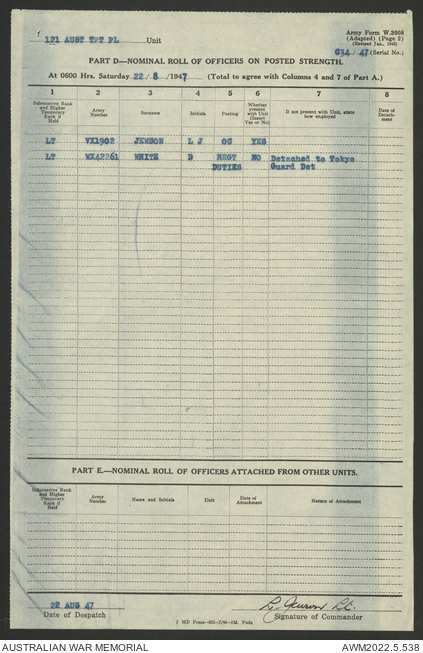 Army Form W.3008
(Adapted) (Page 2)
(Revised Jan., 1945)
121 AUST TPT PL Unit
034/47 (Serial No.)
PART D—NOMINAL ROLL OF OFFICERS ON POSTED STRENGTH.
At 0600 Hrs. Saturday 22/8/1947 (Total to agree with Columns 4 and 7 of Part A.)
1 2 3 4 5 6 7 8
Substantive Rank and Higher Temporary Rank if Held
Army Number
Surname
Initials
Posting
Whether present with Unit (Insert Yes or No)
If not present with Unit, state how employed
Date of Detachment
LT VX1902 JEWSON L J OC YES
LT WX42261 WHITE D REGT NO Detached to Tokyo
DUTIES Guard Det
PART E.—NOMINAL ROLL OF OFFICERS ATTACHED FROM OTHER UNITS.
Substantive Rank and Higher Temporary Rank if Held
Army Number
Name and Initials
Unit
Date of Attachment
Nature of Attachment
22 AUG 47
Date of Despatch
Signature of Commander
AUSTRALIAN WAR MEMORIAL
AWM2022.5.538